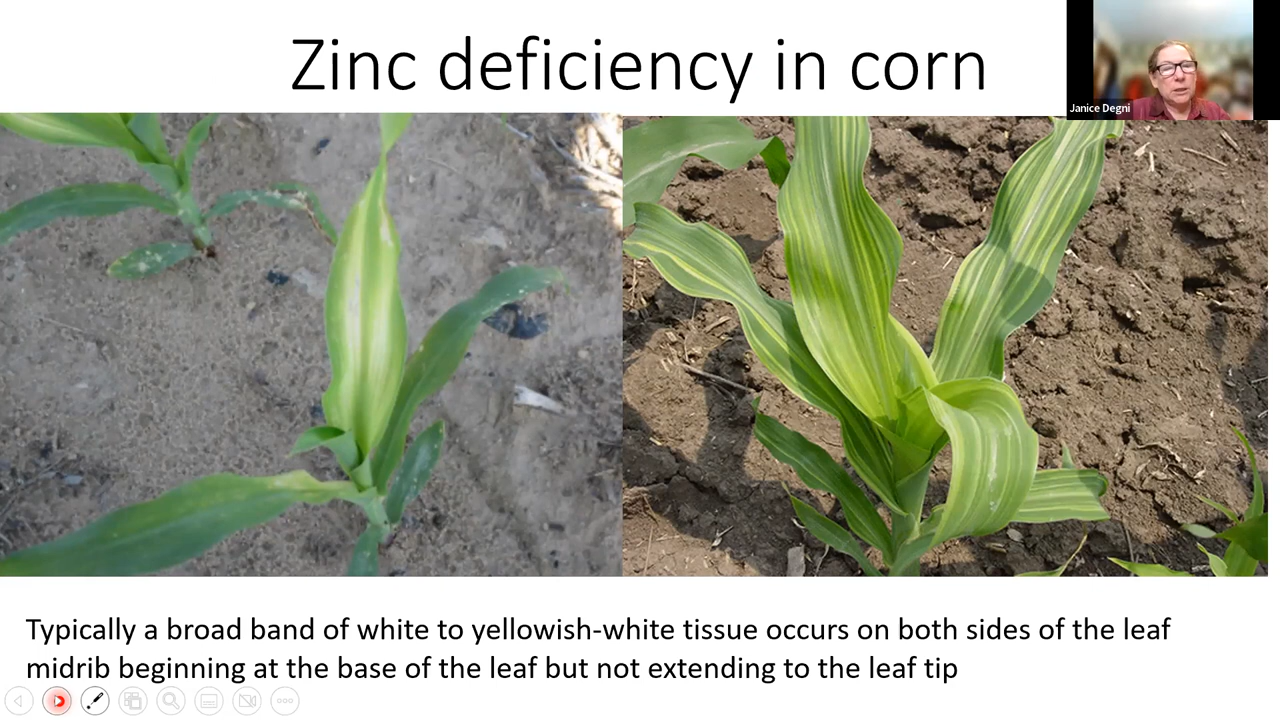 Zinc deficiency in corn
Janice Degni
Typically a broad band of white to yellowish-white tissue occurs on both sides of the leaf
midrib beginning at the base of the leaf but not extending to the leaf tip